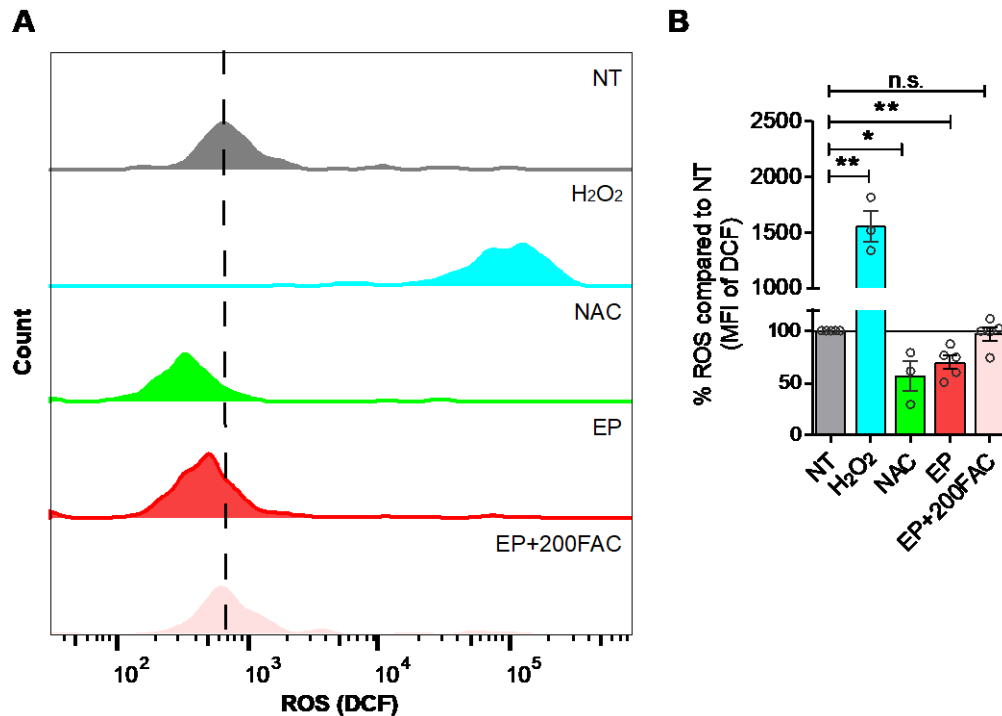 A
NT
H2O2
NAC
EP
EP+200FAC
Count
10^2
10^3
10^4
10^5
ROS (DCF)
B
n.s.
**
*
**
% ROS compared to NT
(MFI of DCF)
2500
2000
1500
1000
100
50
0
NT
H2O2
NAC
EP
EP+200FAC